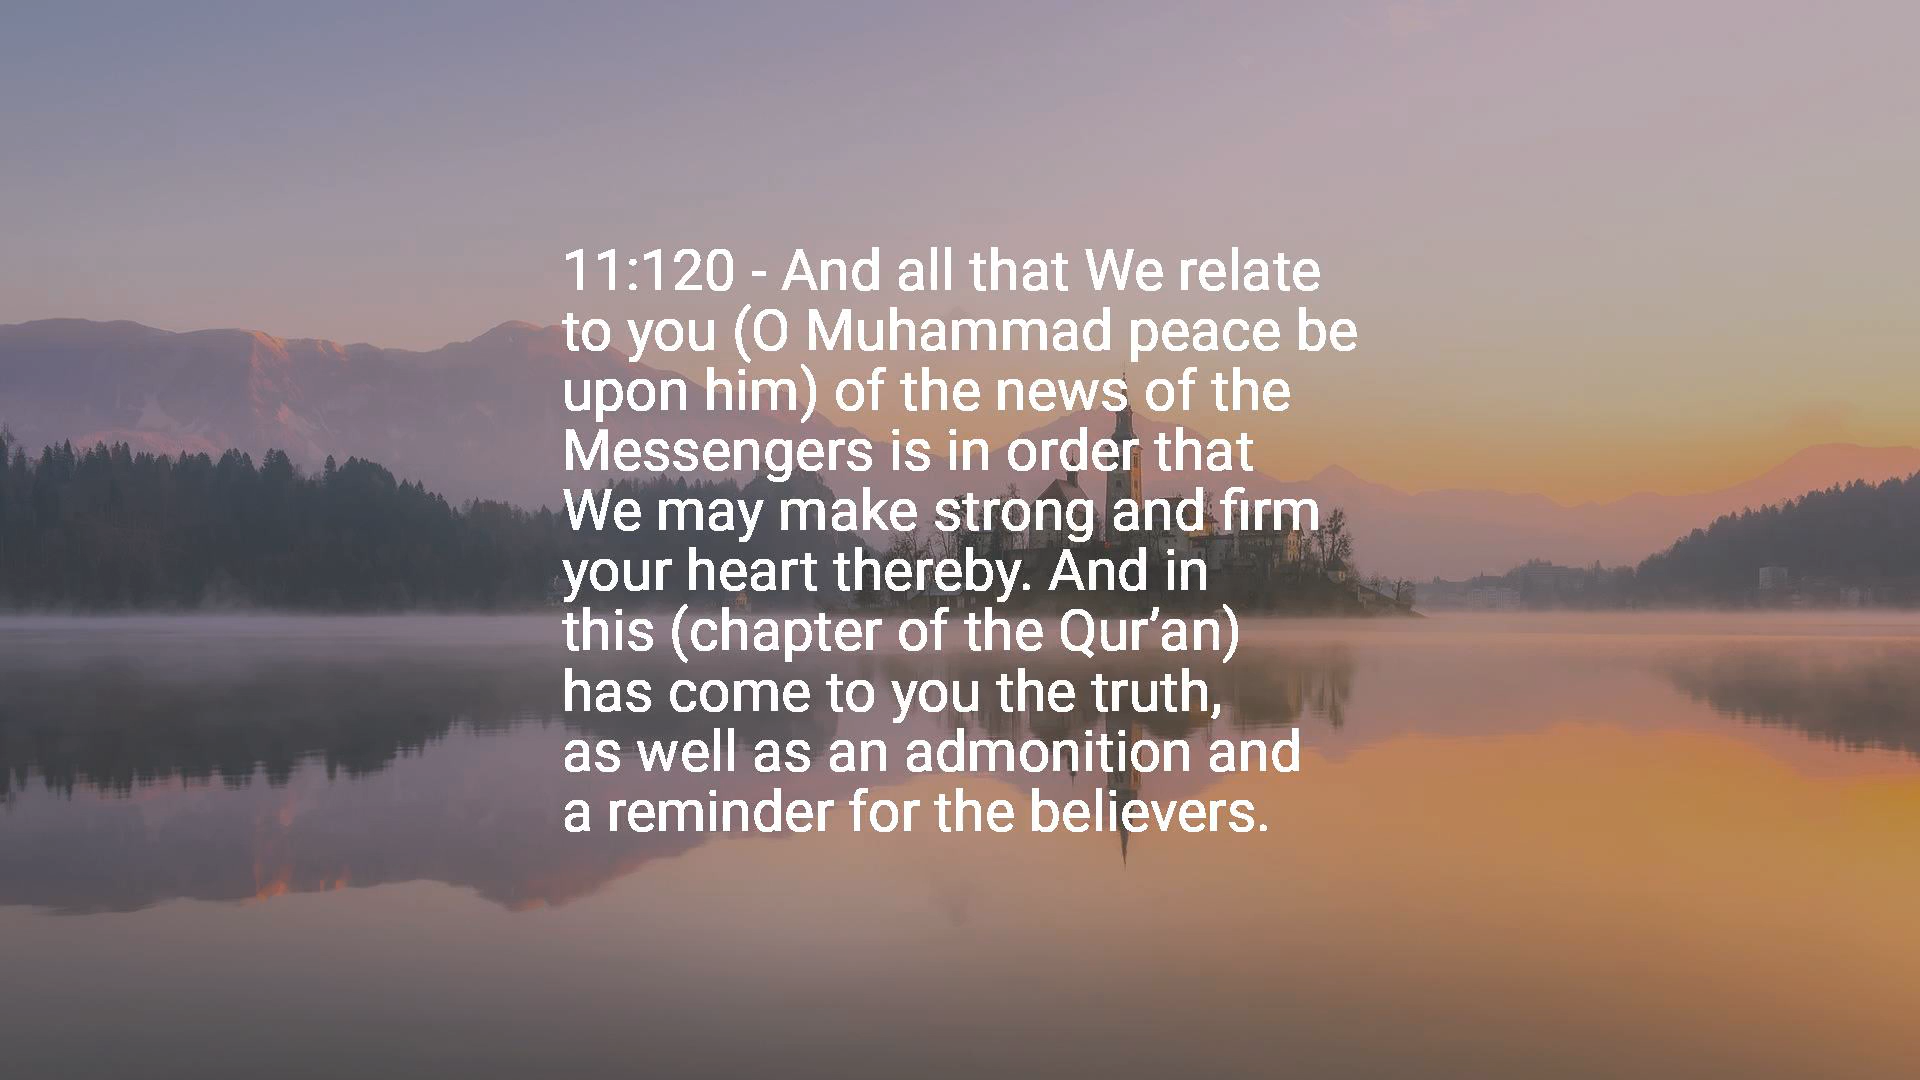 11:120 - And all that We relate
to you (O Muhammad peace be
upon him) of the news of the
Messengers is in order that
We may make strong and firm
your heart thereby. And in
this (chapter of the Qur’an)
has come to you the truth,
as well as an admonition and
a reminder for the believers.